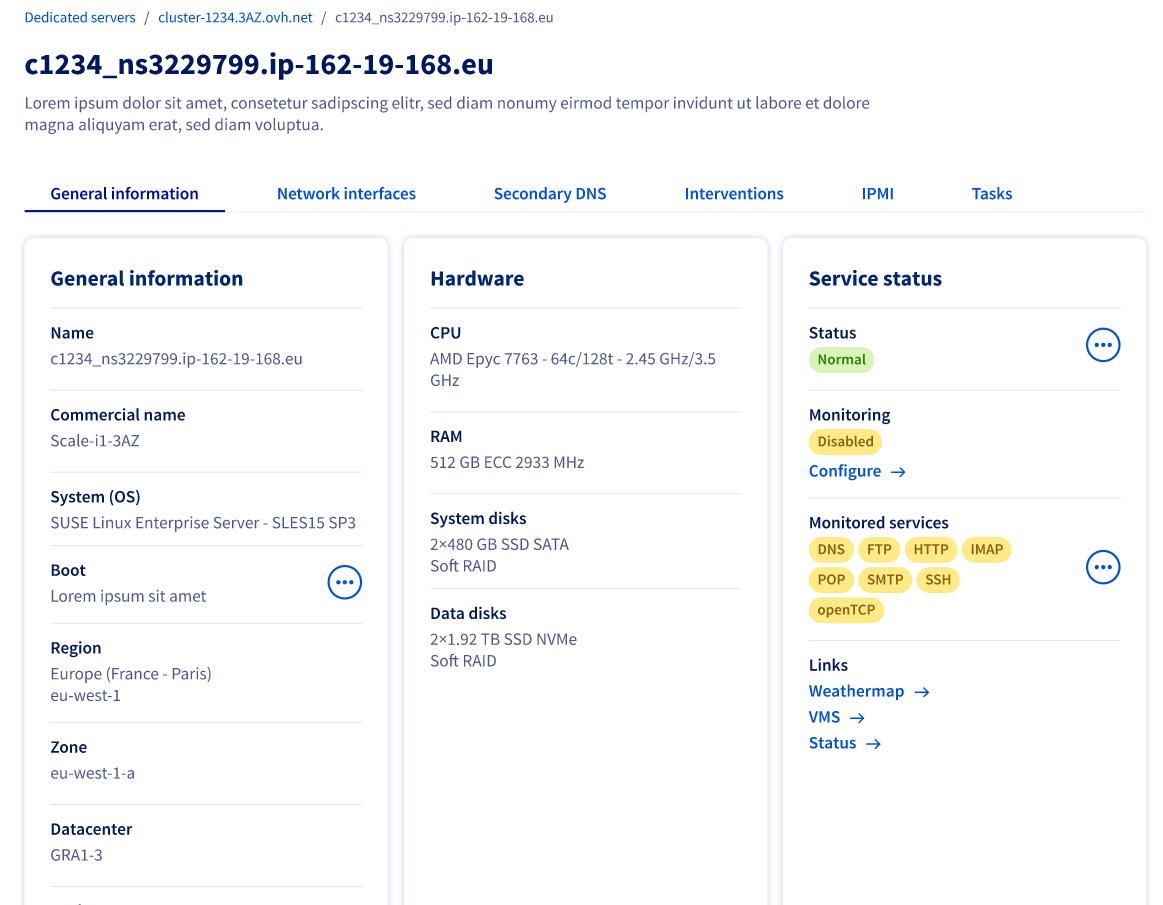 Dedicated servers / cluster-1234.3AZ.ovh.net / c1234_ns3229799.ip-162-19-168.eu
c1234_ns3229799.ip-162-19-168.eu
Lorem ipsum dolor sit amet, consetetur sadipscing elitr, sed diam nonumy eirmod tempor invidunt ut labore et dolore
magna aliquyam erat, sed diam voluptua.
General information Network interfaces Secondary DNS Interventions IPMI Tasks
General information
Name
c1234_ns3229799.ip-162-19-168.eu
Commercial name
Scale-i1-3AZ
System (OS)
SUSE Linux Enterprise Server - SLES15 SP3
Boot
Lorem ipsum sit amet
Region
Europe (France - Paris)
eu-west-1
Zone
eu-west-1-a
Datacenter
GRA1-3
Hardware
CPU
AMD Epyc 7763 - 64c/128t - 2.45 GHz/3.5
GHz
RAM
512 GB ECC 2933 MHz
System disks
2×480 GB SSD SATA
Soft RAID
Data disks
2×1.92 TB SSD NVMe
Soft RAID
Service status
Status
Normal
Monitoring
Disabled
Configure →
Monitored services
DNS FTP HTTP IMAP
POP SMTP SSH
openTCP
Links
Weathermap →
VMS →
Status →